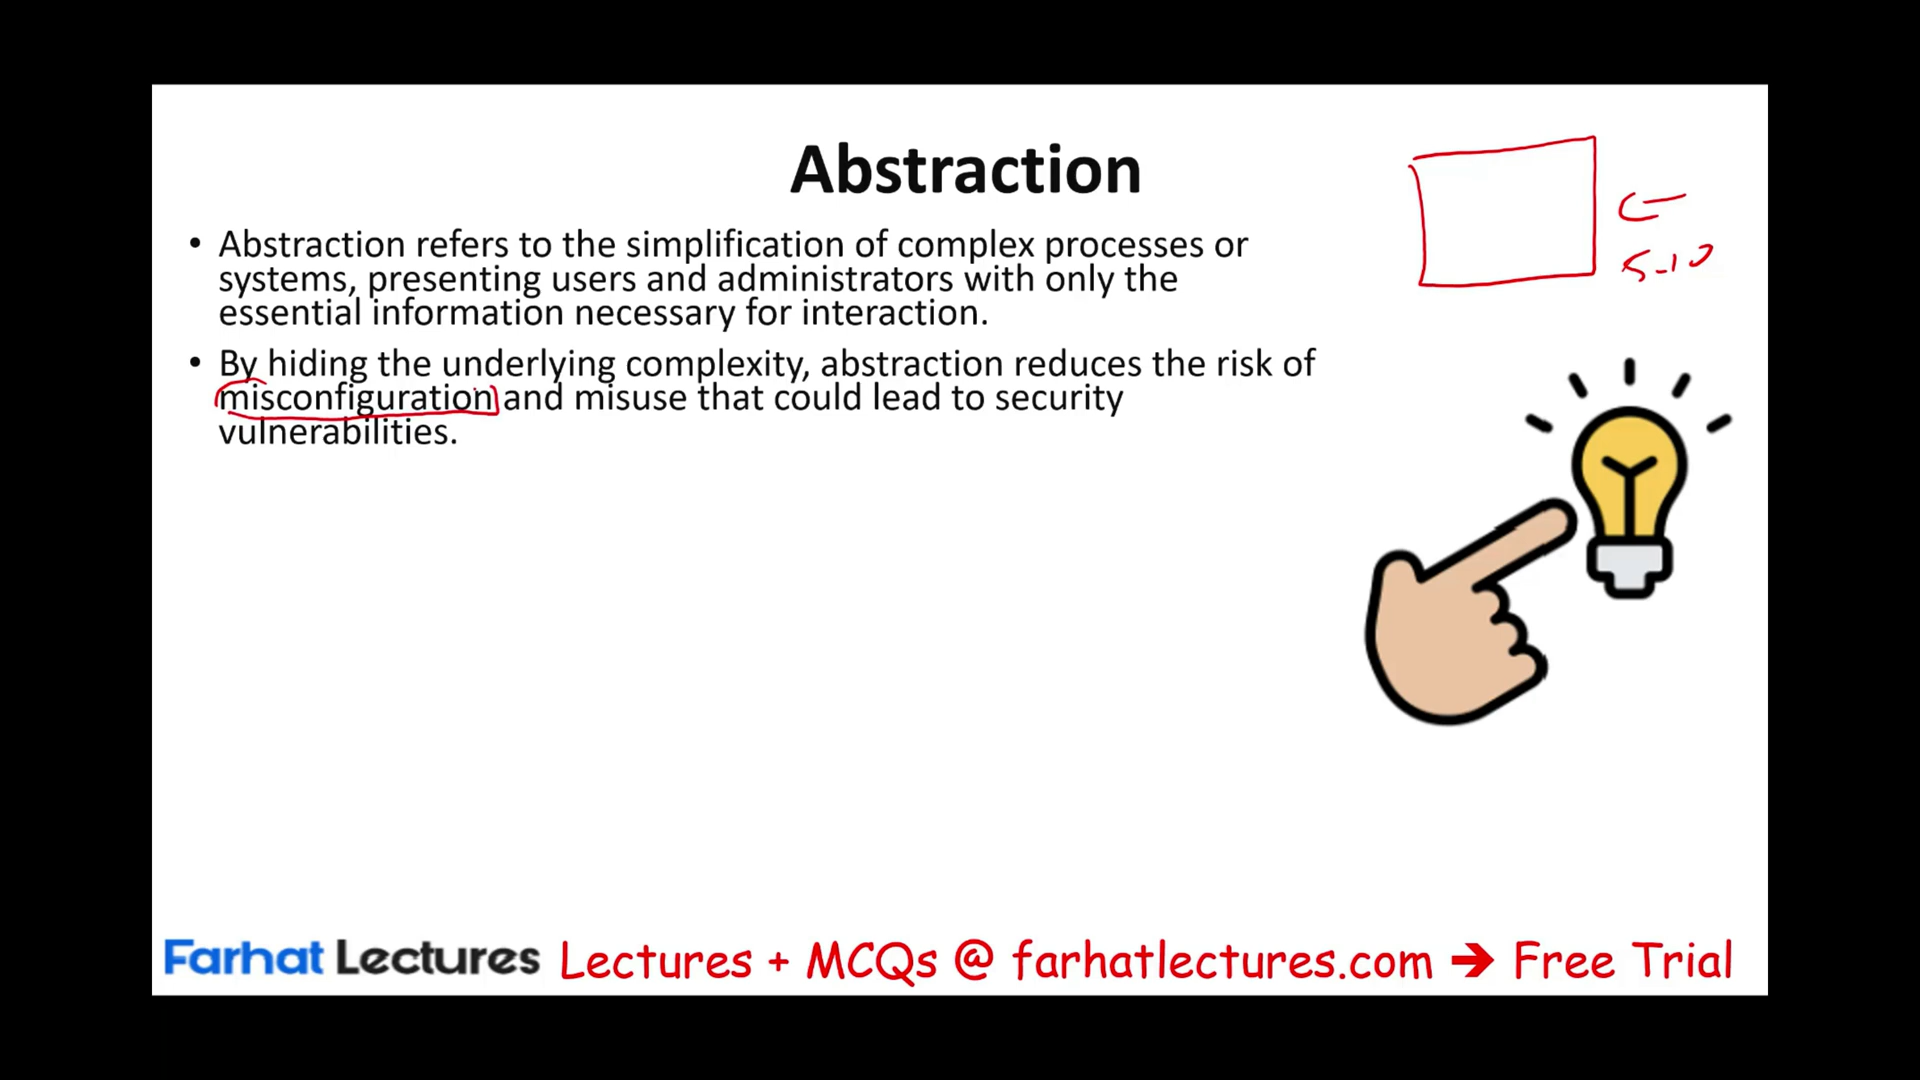 Abstraction
• Abstraction refers to the simplification of complex processes or
systems, presenting users and administrators with only the
essential information necessary for interaction.
• By hiding the underlying complexity, abstraction reduces the risk of
misconfiguration and misuse that could lead to security
vulnerabilities.
5-10
Farhat Lectures Lectures + MCQs @ farhatlectures.com ➔ Free Trial